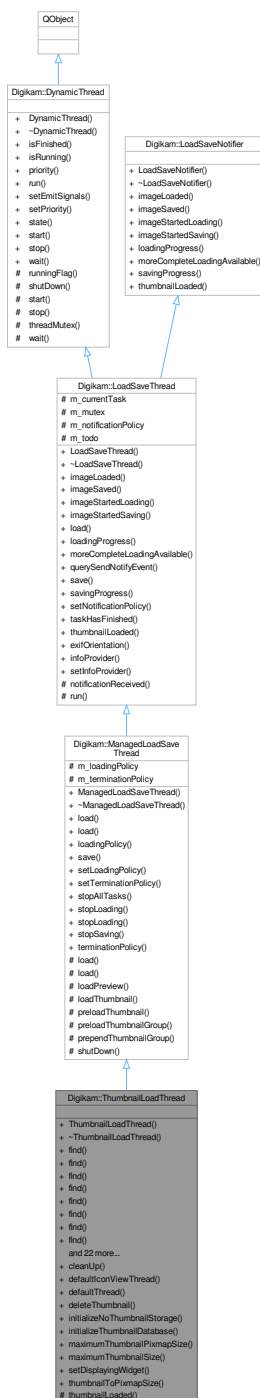 QObject
Digikam::DynamicThread
+ DynamicThread()
+ ~DynamicThread()
+ isFinished()
+ isRunning()
+ priority()
+ run()
+ setEmitSignals()
+ setPriority()
+ state()
+ start()
+ stop()
+ wait()
# runningFlag()
# shutDown()
# start()
# stop()
# threadMutex()
# wait()
Digikam::LoadSaveNotifier
+ LoadSaveNotifier()
+ ~LoadSaveNotifier()
+ imageLoaded()
+ imageSaved()
+ imageStartedLoading()
+ imageStartedSaving()
+ loadingProgress()
+ moreCompleteLoadingAvailable()
+ savingProgress()
+ thumbnailLoaded()
Digikam::LoadSaveThread
# m_currentTask
# m_mutex
# m_notificationPolicy
# m_todo
+ LoadSaveThread()
+ ~LoadSaveThread()
+ imageLoaded()
+ imageSaved()
+ imageStartedLoading()
+ imageStartedSaving()
+ load()
+ loadingProgress()
+ moreCompleteLoadingAvailable()
+ querySendNotifyEvent()
+ save()
+ savingProgress()
+ setNotificationPolicy()
+ taskHasFinished()
+ thumbnailLoaded()
+ exifOrientation()
+ infoProvider()
+ setInfoProvider()
# notificationReceived()
# run()
Digikam::ManagedLoadSave
Thread
# m_loadingPolicy
# m_terminationPolicy
+ ManagedLoadSaveThread()
+ ~ManagedLoadSaveThread()
+ load()
+ load()
+ loadingPolicy()
+ save()
+ setLoadingPolicy()
+ setTerminationPolicy()
+ stopAllTasks()
+ stopLoading()
+ stopLoading()
+ stopSaving()
+ terminationPolicy()
# load()
# load()
# loadPreview()
# loadThumbnail()
# preloadThumbnail()
# preloadThumbnailGroup()
# prependThumbnailGroup()
# shutDown()
Digikam::ThumbnailLoadThread
+ ThumbnailLoadThread()
+ ~ThumbnailLoadThread()
+ find()
+ find()
+ find()
+ find()
+ find()
+ find()
+ find()
+ find()
and 22 more...
+ cleanUp()
+ defaultIconViewThread()
+ defaultThread()
+ deleteThumbnail()
+ initializeNoThumbnailStorage()
+ initializeThumbnailDatabase()
+ maximumThumbnailPixmapSize()
+ maximumThumbnailSize()
+ setDisplayingWidget()
+ thumbnailToPixmapSize()
# thumbnailLoaded()